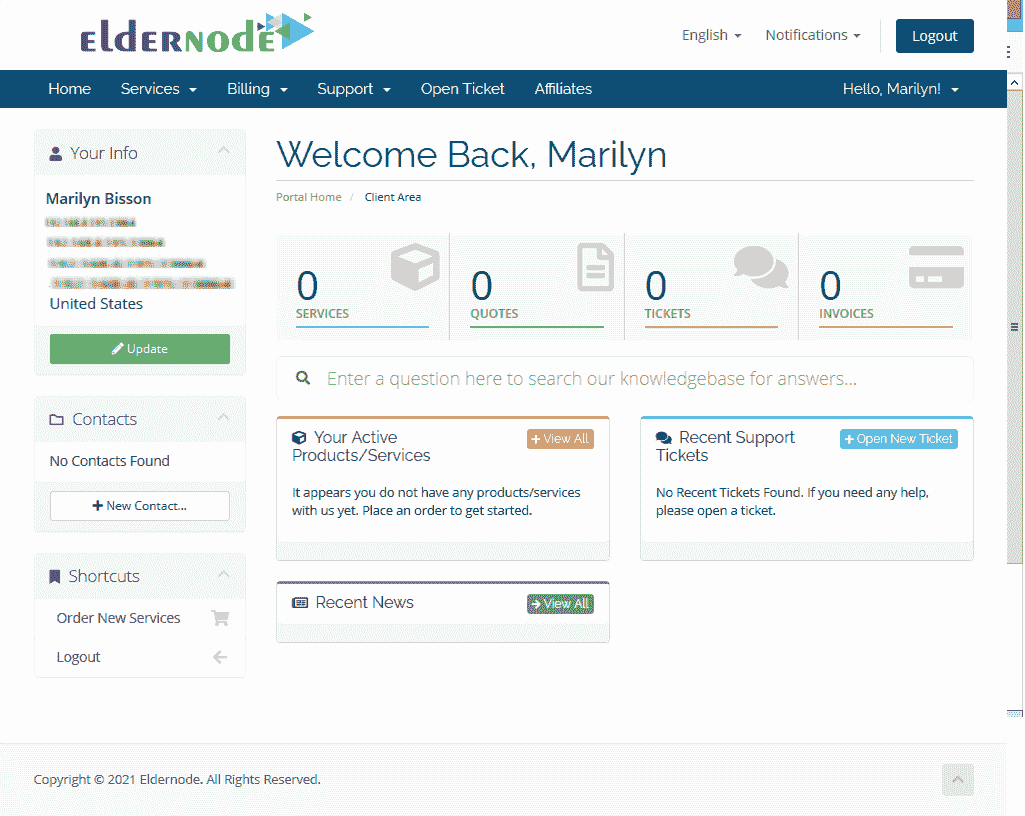 eldernode
English
Notifications
Logout
Home
Services
Billing
Support
Open Ticket
Affiliates
Hello, Marilyn!
Your Info
Marilyn Bisson
United States
Update
Contacts
No Contacts Found
New Contact...
Shortcuts
Order New Services
Logout
Welcome Back, Marilyn
Portal Home / Client Area
0
SERVICES
0
QUOTES
0
TICKETS
0
INVOICES
Enter a question here to search our knowledgebase for answers...
Your Active
Products/Services
View All
It appears you do not have any products/services
with us yet. Place an order to get started.
Recent Support
Tickets
Open New Ticket
No Recent Tickets Found. If you need any help,
please open a ticket.
Recent News
View All
Copyright © 2021 Eldernode. All Rights Reserved.